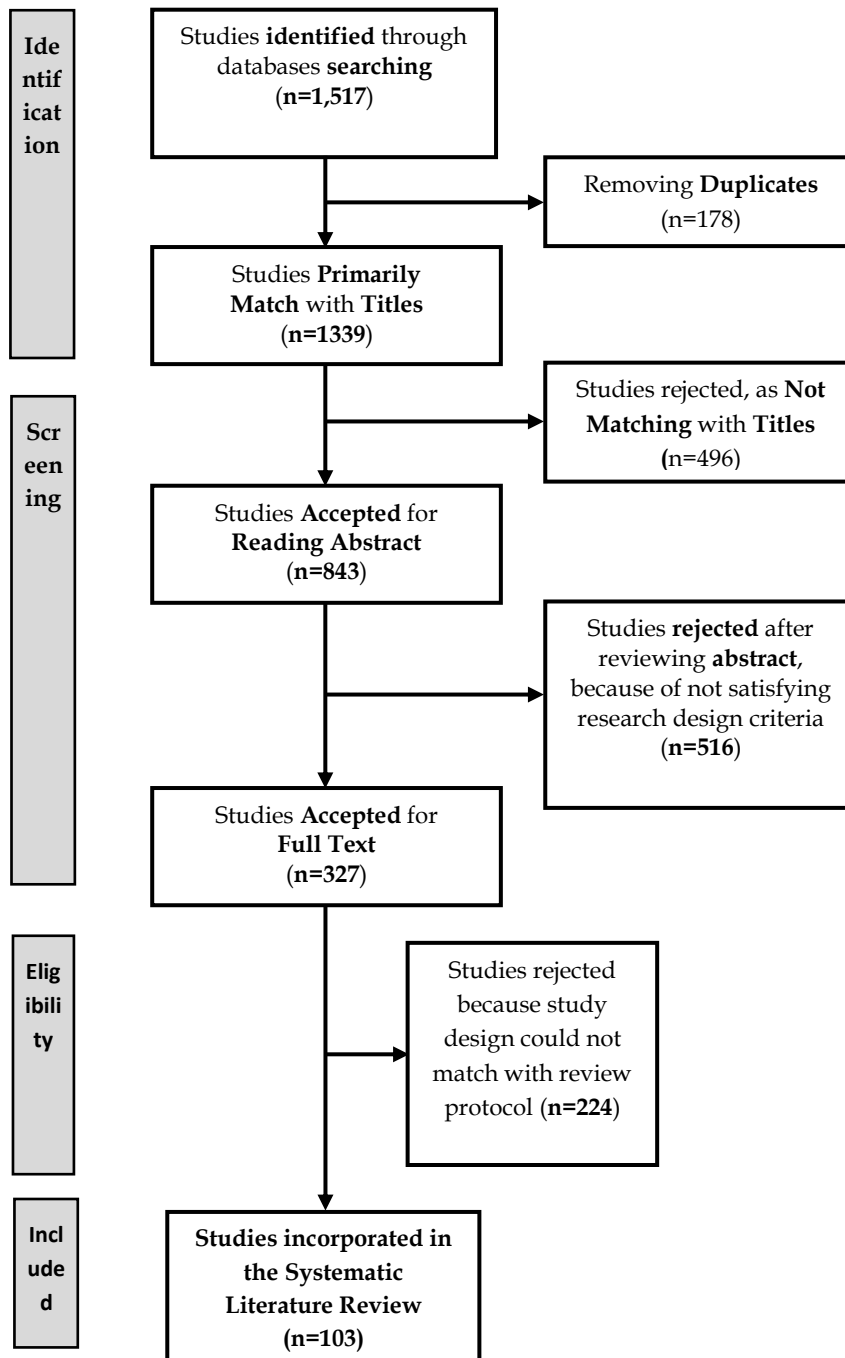 Ide
ntif
icat
ion
Studies identified through
databases searching
(n=1,517)
Removing Duplicates
(n=178)
Studies Primarily
Match with Titles
(n=1339)
Scr
een
ing
Studies rejected, as Not
Matching with Titles
(n=496)
Studies Accepted for
Reading Abstract
(n=843)
Studies rejected after
reviewing abstract,
because of not satisfying
research design criteria
(n=516)
Studies Accepted for
Full Text
(n=327)
Elig
ibili
ty
Studies rejected
because study
design could not
match with review
protocol (n=224)
Incl
ude
d
Studies incorporated in
the Systematic
Literature Review
(n=103)